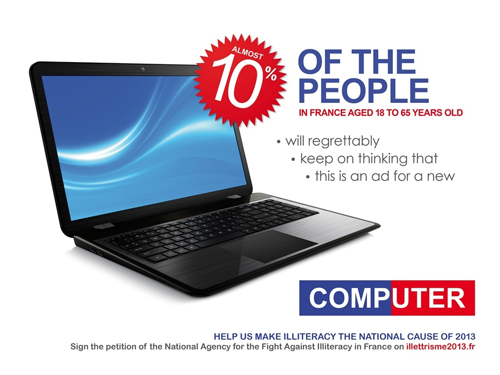 ALMOST
10%
OF THE
PEOPLE
IN FRANCE AGED 18 TO 65 YEARS OLD
• will regrettably
• keep on thinking that
• this is an ad for a new
COMPUTER
HELP US MAKE ILLITERACY THE NATIONAL CAUSE OF 2013
Sign the petition of the National Agency for the Fight Against Illiteracy in France on illettrisme2013.fr